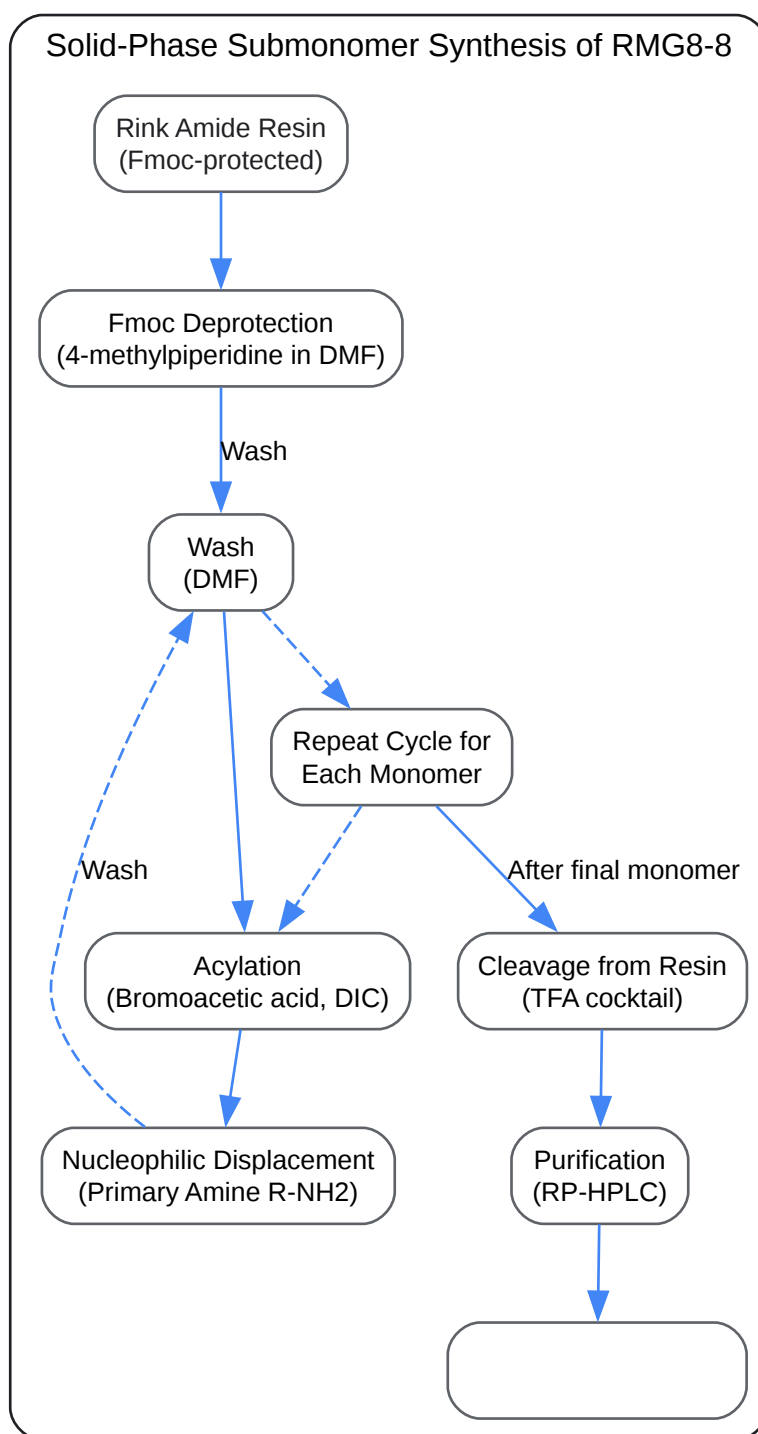 Solid-Phase Submonomer Synthesis of RMG8-8
Rink Amide Resin
(Fmoc-protected)
Fmoc Deprotection
(4-methylpiperidine in DMF)
Wash
Wash
(DMF)
Repeat Cycle for
Each Monomer
Wash
After final monomer
Acylation
(Bromoacetic acid, DIC)
Cleavage from Resin
(TFA cocktail)
Nucleophilic Displacement
(Primary Amine R-NH2)
Purification
(RP-HPLC)